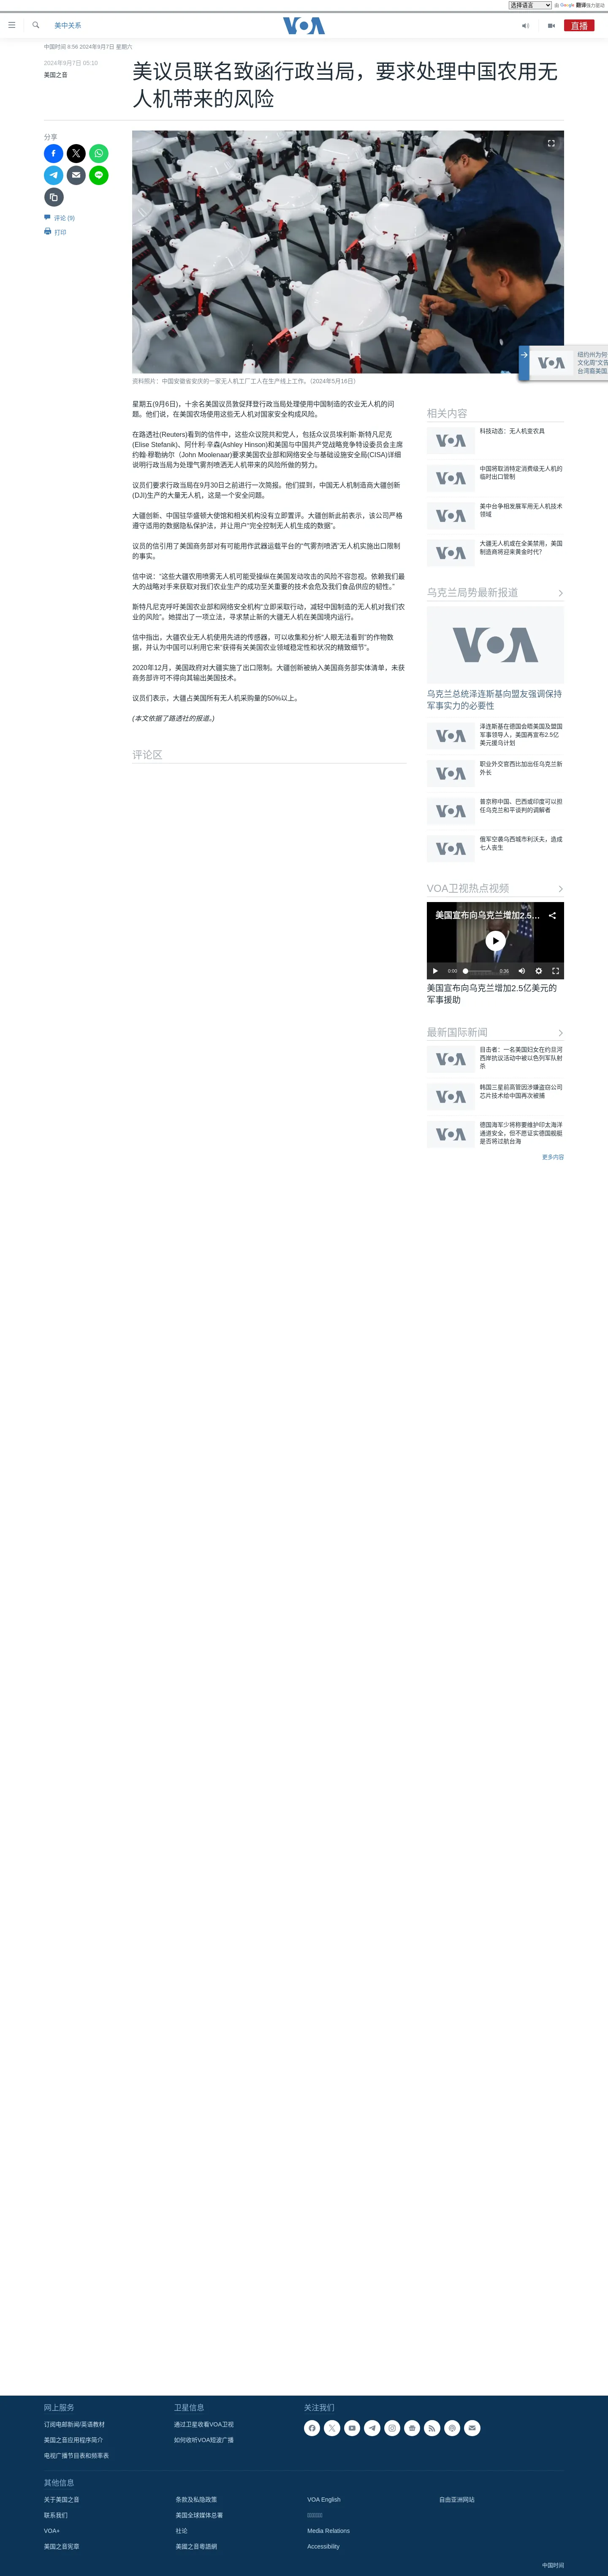 选择语言 由 Google 翻译强力驱动
美中关系
VOA
直播
中国时间 9:56 2024年9月7日 星期六
2024年9月7日 05:10
美国之音
美议员联名致函行政当局，要求处理中国农用无
人机带来的风险
分享
评论 (9)
打印
资料照片：中国安徽省安庆的一家无人机工厂工人在生产线上工作。（2024年5月16日）
星期五(9月6日)，十余名美国议员敦促拜登行政当局处理使用中国制造的农业无人机的问
题。他们说，在美国农场使用这些无人机对国家安全构成风险。
在路透社(Reuters)看到的信件中，这些众议院共和党人，包括众议员埃利斯·斯特凡尼克
(Elise Stefanik)、阿什利·辛森(Ashley Hinson)和美国与中国共产党战略竞争特设委员会主席
约翰·穆勒纳尔（John Moolenaar)要求美国农业部和网络安全与基础设施安全局(CISA)详细
说明行政当局为处理气雾剂喷洒无人机带来的风险所做的努力。
议员们要求行政当局在9月30日之前进行一次简报。他们提到，中国无人机制造商大疆创新
(DJI)生产的大量无人机，这是一个安全问题。
大疆创新、中国驻华盛顿大使馆和相关机构没有立即置评。大疆创新此前表示，该公司严格
遵守适用的数据隐私保护法，并让用户“完全控制无人机生成的数据”。
议员的信引用了美国商务部对有可能用作武器运载平台的“气雾剂喷洒”无人机实施出口限制
的事实。
信中说：“这些大疆农用喷雾无人机可能受操纵在美国发动攻击的风险不容忽视。依赖我们最
大的战略对手来获取对我们农业生产的成功至关重要的技术会危及我们食品供应的韧性。”
斯特凡尼克呼吁美国农业部和网络安全机构“立即采取行动，减轻中国制造的无人机对我们农
业的风险”。她提出了一项立法，寻求禁止新的大疆无人机在美国境内运行。
信中指出，大疆农业无人机使用先进的传感器，可以收集和分析“人眼无法看到”的作物数
据，并认为中国可以利用它来“获得有关美国农业领域稳定性和状况的精致细节”。
2020年12月，美国政府对大疆实施了出口限制。大疆创新被纳入美国商务部实体清单，未获
商务部许可不得向其输出美国技术。
议员们表示，大疆占美国所有无人机采购量的50%以上。
(本文依据了路透社的报道。)
评论区
VOA
纽约州为何
文化周”文告
台湾裔美国
相关内容
VOA
科技动态：无人机变农具
VOA
中国将取消特定消费级无人机的
临时出口管制
VOA
美中台争相发展军用无人机技术
领域
VOA
大疆无人机或在全美禁用，美国
制造商将迎来黄金时代？
乌克兰局势最新报道
VOA
乌克兰总统泽连斯基向盟友强调保持
军事实力的必要性
VOA
泽连斯基在德国会晤美国及盟国
军事领导人，美国再宣布2.5亿
美元援乌计划
VOA
职业外交官西比加出任乌克兰新
外长
VOA
普京称中国、巴西或印度可以担
任乌克兰和平谈判的调解者
VOA
俄军空袭乌西城市利沃夫，造成
七人丧生
VOA卫视热点视频
美国宣布向乌克兰增加2.5…
0:00
0:36
美国宣布向乌克兰增加2.5亿美元的
军事援助
最新国际新闻
VOA
目击者：一名美国妇女在约旦河
西岸抗议活动中被以色列军队射
杀
VOA
韩国三星前高管因涉嫌盗窃公司
芯片技术给中国再次被捕
VOA
德国海军少将称要维护印太海洋
通道安全，但不愿证实德国舰艇
是否将过航台海
更多内容
网上服务
订阅电邮新闻/英语教材
美国之音应用程序简介
电视广播节目表和频率表
卫星信息
通过卫星收看VOA卫视
如何收听VOA短波广播
关注我们
其他信息
关于美国之音
联系我们
VOA+
美国之音宪章
条款及私隐政策
美国全球媒体总署
社论
美國之音粵語網
VOA English
Media Relations
Accessibility
自由亚洲网站
中国时间